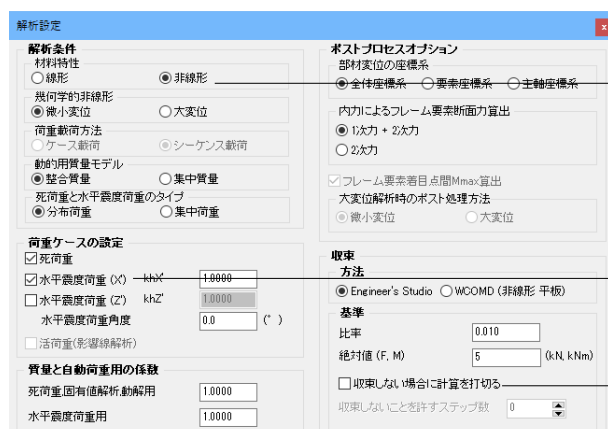 解析設定
解析条件
材料特性
線形
非線形
幾何学的非線形
微小変位
大変位
荷重載荷方法
ケース載荷
シーケンス載荷
動的用質量モデル
整合質量
集中質量
死荷重と水平震度荷重のタイプ
分布荷重
集中荷重
荷重ケースの設定
死荷重
水平震度荷重 (X') khX' 1.0000
水平震度荷重 (Z') khZ' 1.0000
水平震度荷重角度 0.0 (°)
活荷重(影響線解析)
質量と自動荷重用の係数
死荷重,固有値解析,動解用 1.0000
水平震度荷重用 1.0000
ポストプロセスオプション
部材変位の座標系
全体座標系
要素座標系
主軸座標系
内力によるフレーム要素断面力算出
1次力 + 2次力
2次力
フレーム要素着目点間Mmax算出
大変位解析時のポスト処理方法
微小変位
大変位
収束
方法
Engineer's Studio
WCOMD (非線形 平板)
基準
比率 0.010
絶対値 (F, M) 5 (kN, kNm)
収束しない場合に計算を打切る
収束しないことを許すステップ数 0